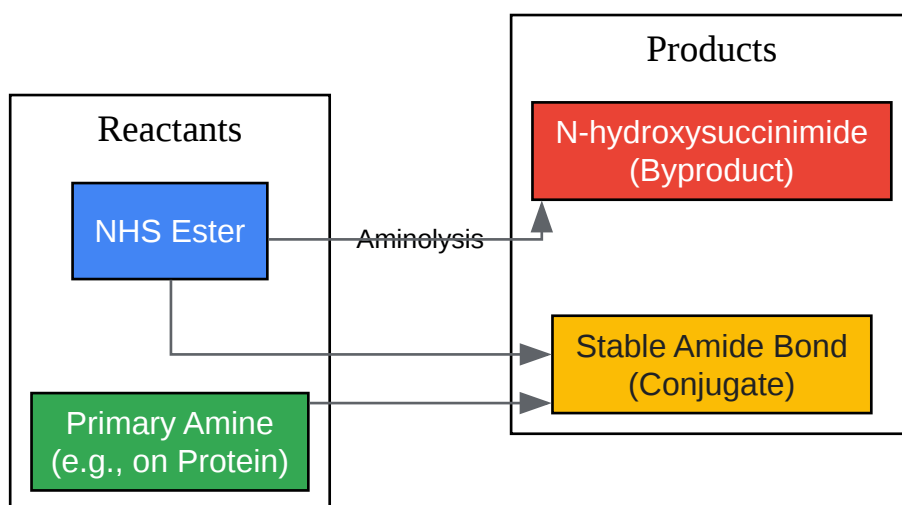 Reactants
NHS Ester
Primary Amine
(e.g., on Protein)
Aminolysis
Products
N-hydroxysuccinimide
(Byproduct)
Stable Amide Bond
(Conjugate)